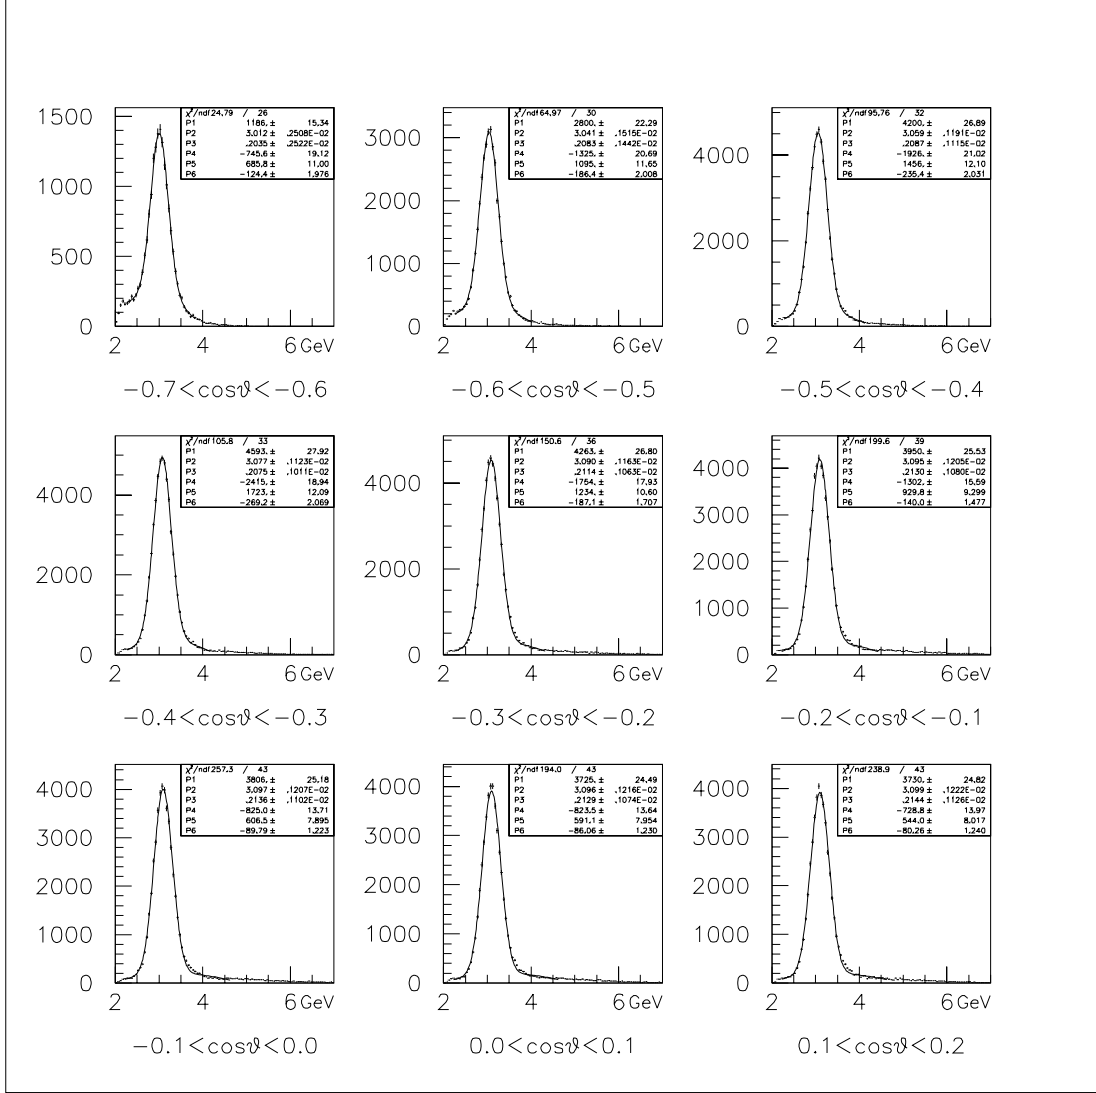 χ²/ndf 24.79 / 26
P1 1186. ± 15.34
P2 3.012 ± .2508E-02
P3 .2035 ± .2522E-02
P4 -745.6 ± 19.12
P5 685.8 ± 11.00
P6 -124.4 ± 1.976
1500
1000
500
0
2 4 6 GeV
-0.7<cosϑ<-0.6
χ²/ndf 64.97 / 30
P1 2800. ± 22.29
P2 3.041 ± .1515E-02
P3 .2083 ± .1442E-02
P4 -1325. ± 20.69
P5 1095. ± 11.65
P6 -186.4 ± 2.008
3000
2000
1000
0
2 4 6 GeV
-0.6<cosϑ<-0.5
χ²/ndf 95.76 / 32
P1 4200. ± 26.89
P2 3.059 ± .1191E-02
P3 .2087 ± .1115E-02
P4 -1926. ± 21.02
P5 1456. ± 12.10
P6 -235.4 ± 2.031
4000
2000
0
2 4 6 GeV
-0.5<cosϑ<-0.4
χ²/ndf 105.8 / 33
P1 4593. ± 27.92
P2 3.077 ± .1123E-02
P3 .2075 ± .1011E-02
P4 -2415. ± 18.94
P5 1723. ± 12.09
P6 -269.2 ± 2.069
4000
2000
0
2 4 6 GeV
-0.4<cosϑ<-0.3
χ²/ndf 150.6 / 36
P1 4263. ± 26.80
P2 3.090 ± .1163E-02
P3 .2114 ± .1063E-02
P4 -1754. ± 17.93
P5 1234. ± 10.60
P6 -187.1 ± 1.707
4000
2000
0
2 4 6 GeV
-0.3<cosϑ<-0.2
χ²/ndf 199.6 / 39
P1 3950. ± 25.53
P2 3.095 ± .1205E-02
P3 .2130 ± .1080E-02
P4 -1302. ± 15.59
P5 929.8 ± 9.299
P6 -140.0 ± 1.477
4000
3000
2000
1000
0
2 4 6 GeV
-0.2<cosϑ<-0.1
χ²/ndf 257.3 / 43
P1 3806. ± 25.18
P2 3.097 ± .1207E-02
P3 .2136 ± .1102E-02
P4 -825.0 ± 13.71
P5 606.5 ± 7.895
P6 -89.79 ± 1.223
4000
3000
2000
1000
0
2 4 6 GeV
-0.1<cosϑ<0.0
χ²/ndf 194.0 / 43
P1 3725. ± 24.49
P2 3.096 ± .1216E-02
P3 .2129 ± .1074E-02
P4 -823.5 ± 13.64
P5 591.1 ± 7.954
P6 -86.06 ± 1.230
4000
3000
2000
1000
0
2 4 6 GeV
0.0<cosϑ<0.1
χ²/ndf 238.9 / 43
P1 3730. ± 24.82
P2 3.099 ± .1222E-02
P3 .2144 ± .1126E-02
P4 -728.8 ± 13.97
P5 544.0 ± 8.017
P6 -80.26 ± 1.240
4000
3000
2000
1000
0
2 4 6 GeV
0.1<cosϑ<0.2